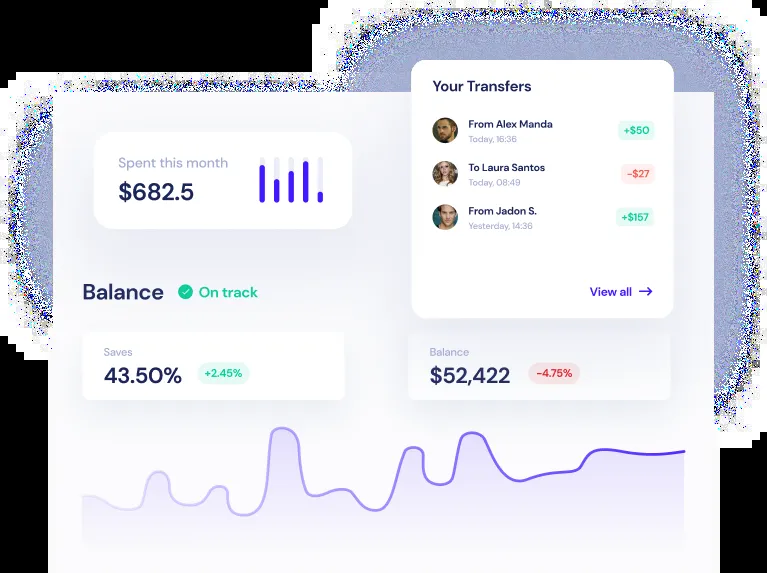 Your Transfers
From Alex Manda
Today, 16:36
+$50
To Laura Santos
Today, 08:49
-$27
From Jadon S.
Yesterday, 14:36
+$157
View all
Spent this month
$682.5
Balance
On track
Saves
43.50%
+2.45%
Balance
$52,422
-4.75%